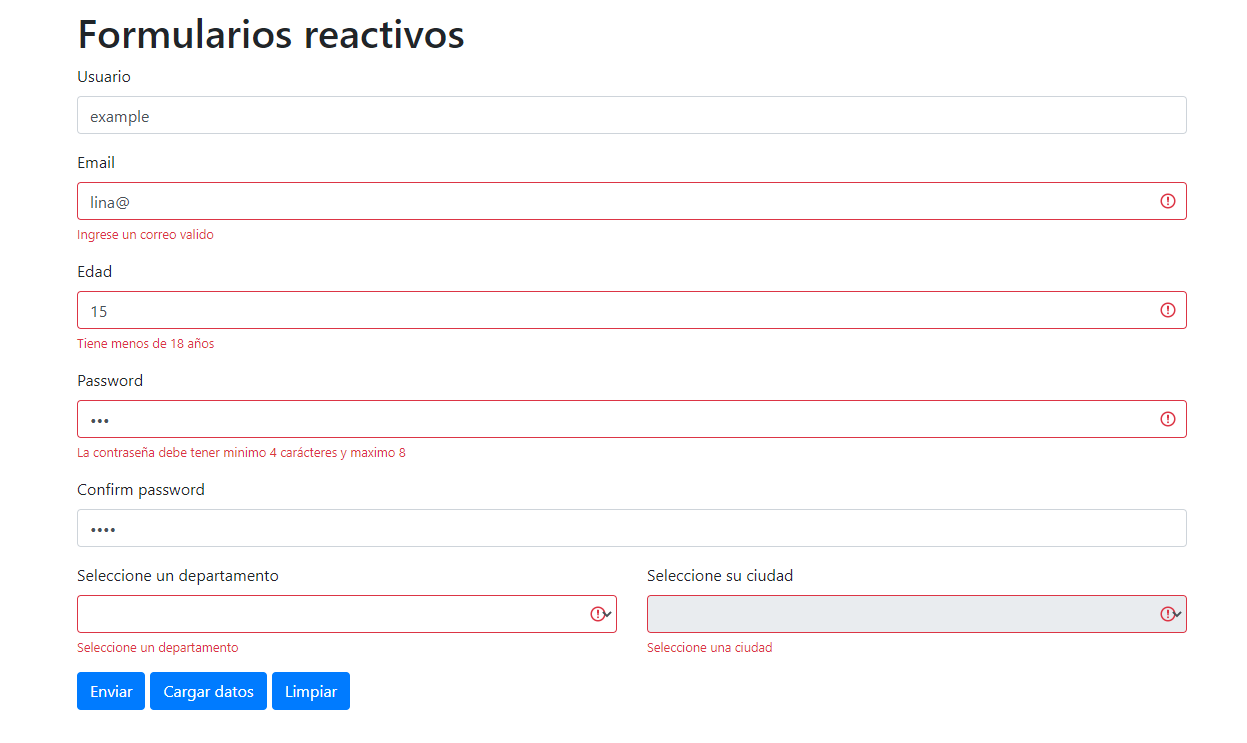 Formularios reactivos
Usuario
example
Email
lina@
Ingrese un correo valido
Edad
15
Tiene menos de 18 años
Password
•••
La contraseña debe tener minimo 4 carácteres y maximo 8
Confirm password
••••
Seleccione un departamento
Seleccione su ciudad
Seleccione un departamento
Seleccione una ciudad
Enviar Cargar datos Limpiar